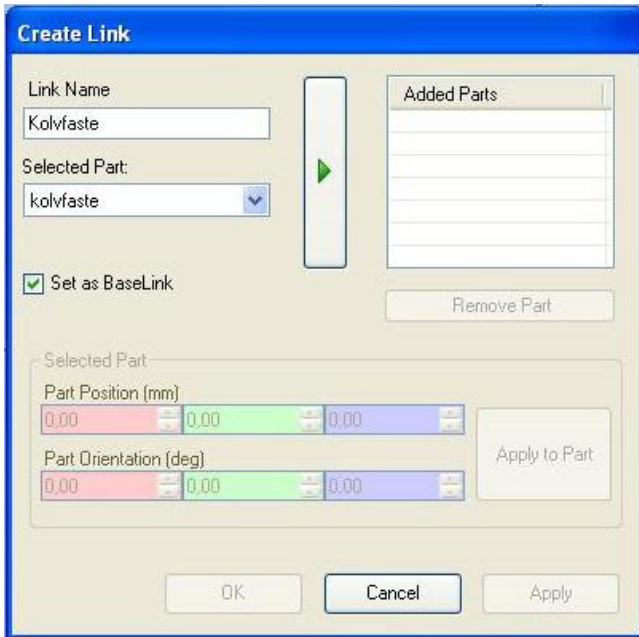 Create Link
Link Name
Kolvfaste
Selected Part:
kolvfaste
Set as BaseLink
Added Parts
Remove Part
Selected Part
Part Position (mm)
0,00 0,00 0,00
Part Orientation (deg)
0,00 0,00 0,00
Apply to Part
OK Cancel Apply